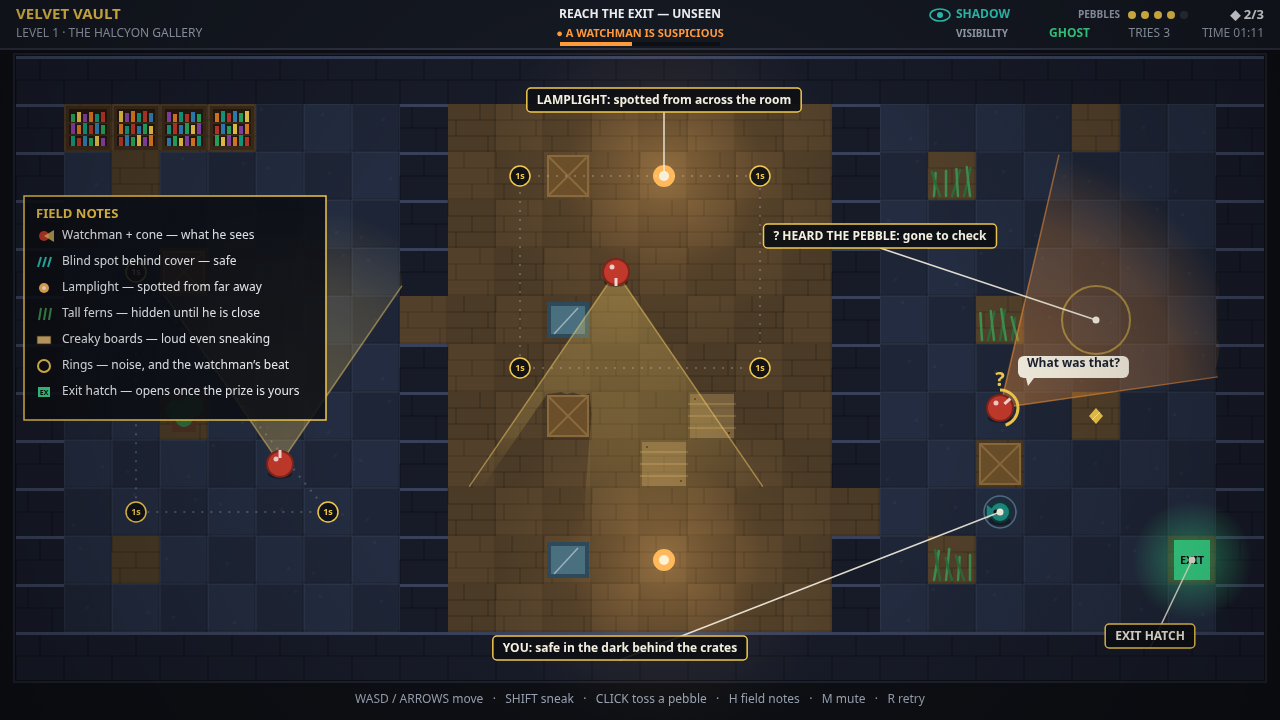 VELVET VAULT
LEVEL 1 · THE HALCYON GALLERY
REACH THE EXIT — UNSEEN
● A WATCHMAN IS SUSPICIOUS
SHADOW
VISIBILITY
PEBBLES
◆ 2/3
GHOST
TRIES 3
TIME 01:11
LAMPLIGHT: spotted from across the room
1s
1s
FIELD NOTES
Watchman + cone — what he sees
Blind spot behind cover — safe
Lamplight — spotted from far away
Tall ferns — hidden until he is close
Creaky boards — loud even sneaking
Rings — noise, and the watchman's beat
EX
Exit hatch — opens once the prize is yours
? HEARD THE PEBBLE: gone to check
1s
1s
What was that?
?
1s
1s
EXIT
YOU: safe in the dark behind the crates
EXIT HATCH
WASD / ARROWS move · SHIFT sneak · CLICK toss a pebble · H field notes · M mute · R retry